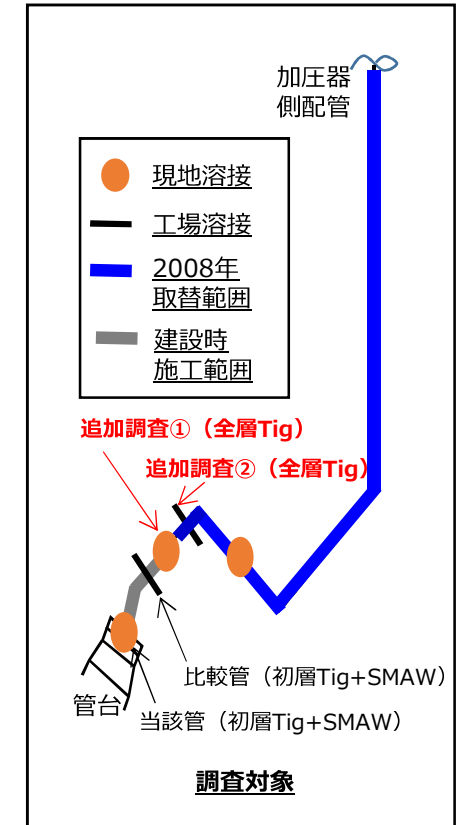 加圧器
側配管
現地溶接
工場溶接
2008年
取替範囲
建設時
施工範囲
追加調査①（全層Tig）
追加調査②（全層Tig）
比較管（初層Tig+SMAW）
管台
当該管（初層Tig+SMAW）
調査対象